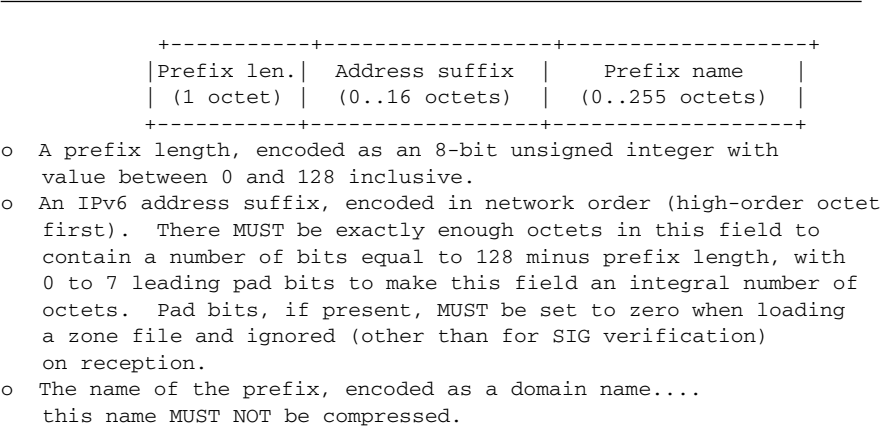 +-----------+------------------+-------------------+
|Prefix len.| Address suffix | Prefix name |
| (1 octet) | (0..16 octets) | (0..255 octets) |
+-----------+------------------+-------------------+
o A prefix length, encoded as an 8-bit unsigned integer with
value between 0 and 128 inclusive.
o An IPv6 address suffix, encoded in network order (high-order octet
first). There MUST be exactly enough octets in this field to
contain a number of bits equal to 128 minus prefix length, with
0 to 7 leading pad bits to make this field an integral number of
octets. Pad bits, if present, MUST be set to zero when loading
a zone file and ignored (other than for SIG verification)
on reception.
o The name of the prefix, encoded as a domain name....
this name MUST NOT be compressed.